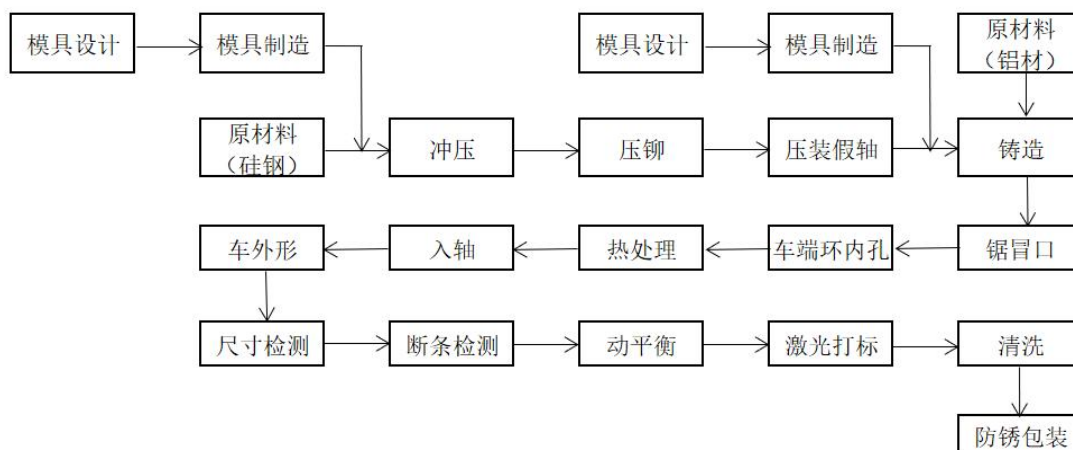 模具设计
模具制造
模具设计
模具制造
原材料
（铝材）
原材料
（硅钢）
冲压
压铆
压装假轴
铸造
车外形
入轴
热处理
车端环内孔
锯冒口
尺寸检测
断条检测
动平衡
激光打标
清洗
防锈包装